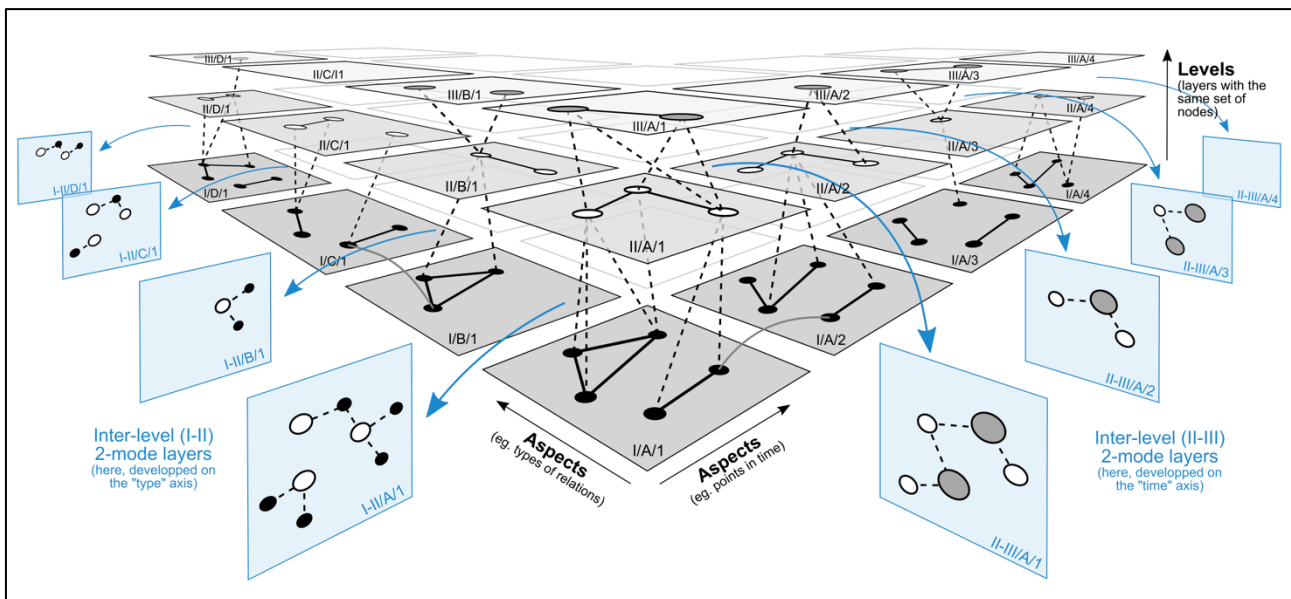 III/D/1
II/C/I1
III/B/1
III/A/1
III/A/2
III/A/3
III/A/4
Levels
(layers with the
same set of
nodes)
II/D/1
II/C/1
II/B/1
II/A/1
II/A/2
II/A/3
II/A/4
I/D/1
I/C/1
I/B/1
I/A/1
I/A/2
I/A/3
I/A/4
I-II/D/1
I-II/C/1
I-II/B/1
I-II/A/1
II-III/A/4
II-III/A/3
II-III/A/2
II-III/A/1
Inter-level (I-II)
2-mode layers
(here, developped on
the "type" axis)
Aspects
(eg. types of relations)
Aspects
(eg. points in time)
Inter-level (II-III)
2-mode layers
(here, developped on
the "time" axis)